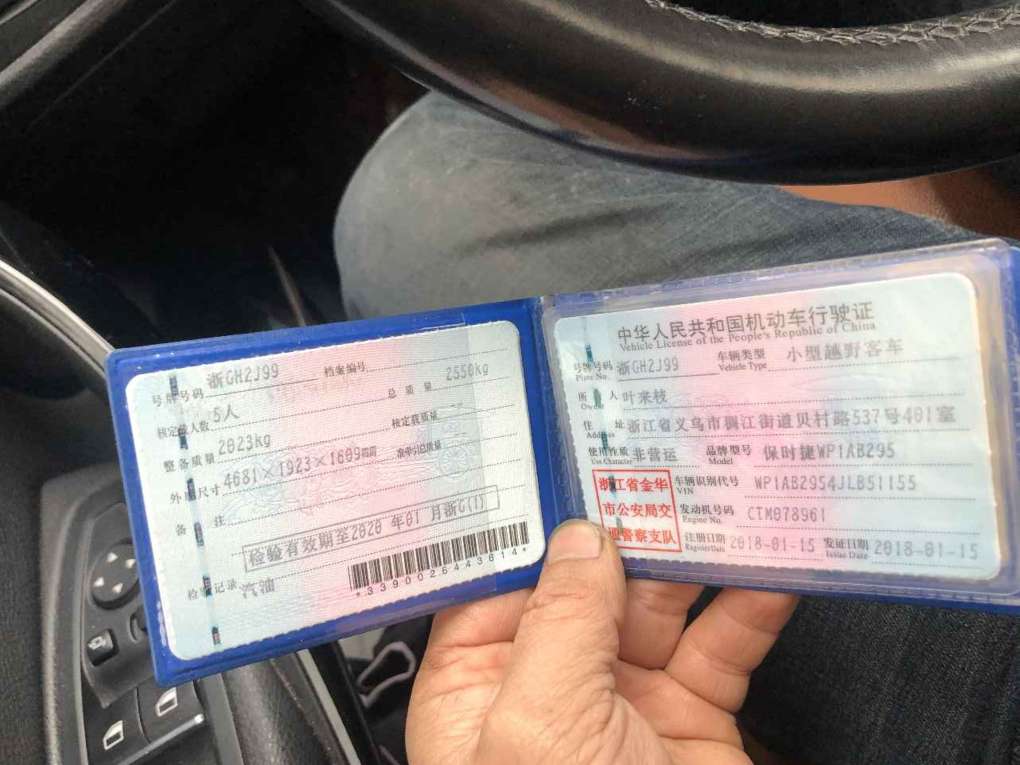 号牌号码 浙GH2J99 档案编号
核定载人数 5人 总质量 2550kg
整备质量 2023kg 核定载质量
外廓尺寸 4681×1923×1609mm 准牵引总质量
备注
检验有效期至2020年01月浙G(1)
检验记录 汽油
*3390026443614*
中华人民共和国机动车行驶证
Vehicle License of the People's Republic of China
号牌号码 浙GH2J99 车辆类型 小型越野客车
Plate No. Vehicle Type
所有人 叶来枝
Owner
住址 浙江省义乌市稠江街道贝村路537号401室
Address
使用性质 非营运 品牌型号 保时捷WP1AB295
Use Character Model
浙江省金华
市公安局交
通警察支队
车辆识别代号 WP1AB2954JLB51155
VIN
发动机号码 CTM078961
Engine No.
注册日期 2018-01-15 发证日期 2018-01-15
Register Date Issue Date